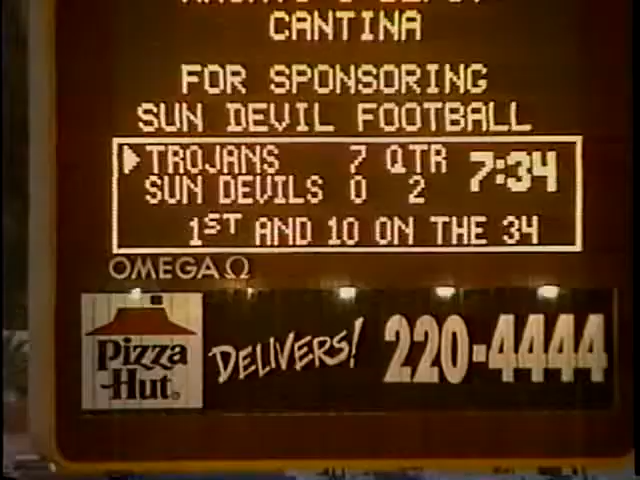 CANTINA
FOR SPONSORING
SUN DEVIL FOOTBALL
TROJANS 7 QTR 7:34
SUN DEVILS 0 2
1ST AND 10 ON THE 34
OMEGA Ω
Pizza Hut®
DELIVERS! 220-4444